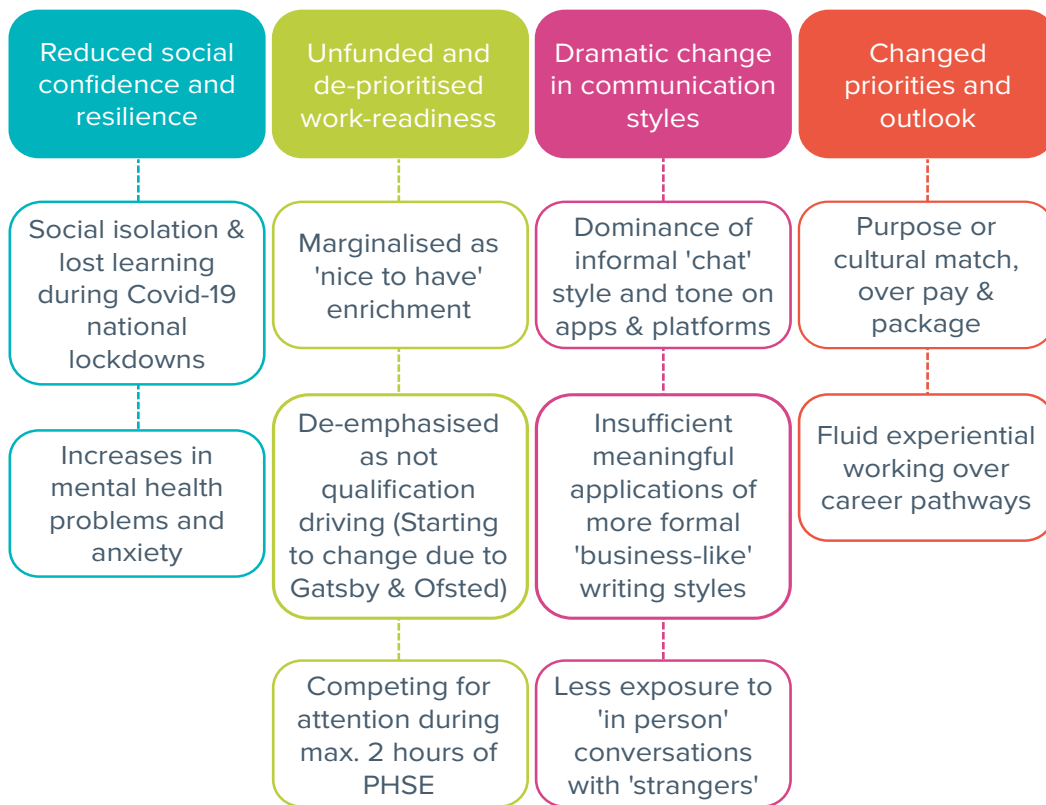 Reduced social
confidence and
resilience
Social isolation &
lost learning
during Covid-19
national
lockdowns
Increases in
mental health
problems and
anxiety
Unfunded and
de-prioritised
work-readiness
Marginalised as
'nice to have'
enrichment
De-emphasised
as not
qualification
driving (Starting
to change due to
Gatsby & Ofsted)
Competing for
attention during
max. 2 hours of
PHSE
Dramatic change
in communication
styles
Dominance of
informal 'chat'
style and tone on
apps & platforms
Insufficient
meaningful
applications of
more formal
'business-like'
writing styles
Less exposure to
'in person'
conversations
with 'strangers'
Changed
priorities and
outlook
Purpose or
cultural match,
over pay &
package
Fluid experiential
working over
career pathways